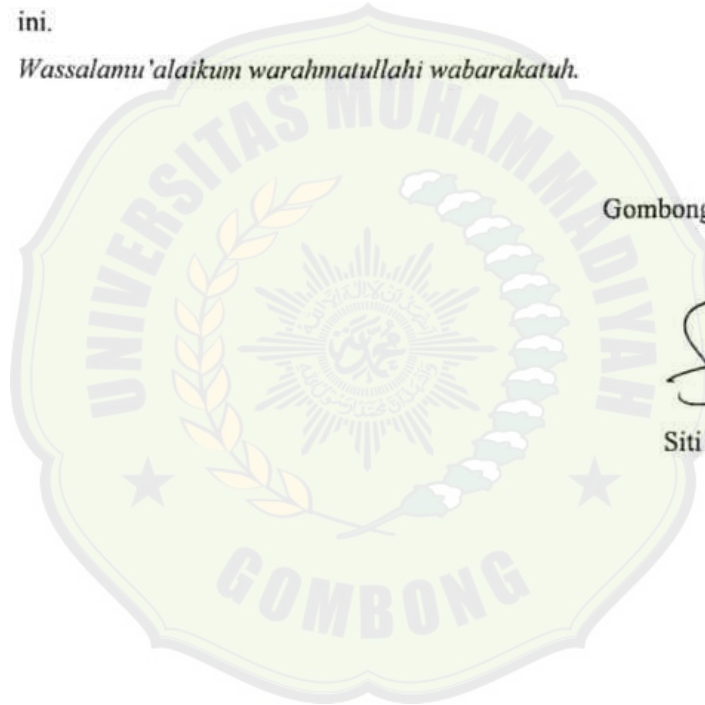 ini.
Wassalamu'alaikum warahmatullahi wabarakatuh.
UNIVERSITAS MUHAMMADIYAH
Gombong
Siti
GOMBONG